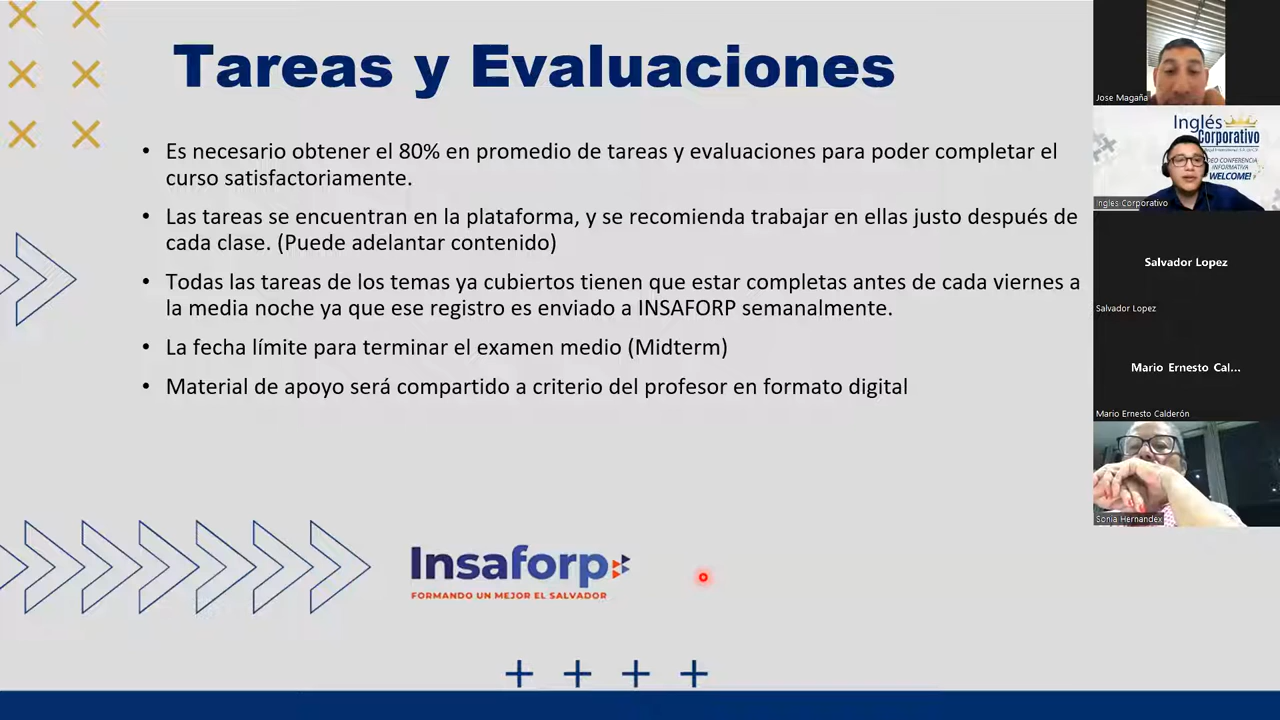 Tareas y Evaluaciones
• Es necesario obtener el 80% en promedio de tareas y evaluaciones para poder completar el
curso satisfactoriamente.
• Las tareas se encuentran en la plataforma, y se recomienda trabajar en ellas justo después de
cada clase. (Puede adelantar contenido)
• Todas las tareas de los temas ya cubiertos tienen que estar completas antes de cada viernes a
la media noche ya que ese registro es enviado a INSAFORP semanalmente.
• La fecha límite para terminar el examen medio (Midterm)
• Material de apoyo será compartido a criterio del profesor en formato digital
Insaforp
FORMANDO UN MEJOR EL SALVADOR
Jose Magaña
Inglés
Corporativo
CONFERENCIA
INFORMATIVA
WELCOME!
Inglés Corporativo
Salvador Lopez
Salvador Lopez
Mario Ernesto Cal...
Mario Ernesto Calderón
Sonia Hernandex